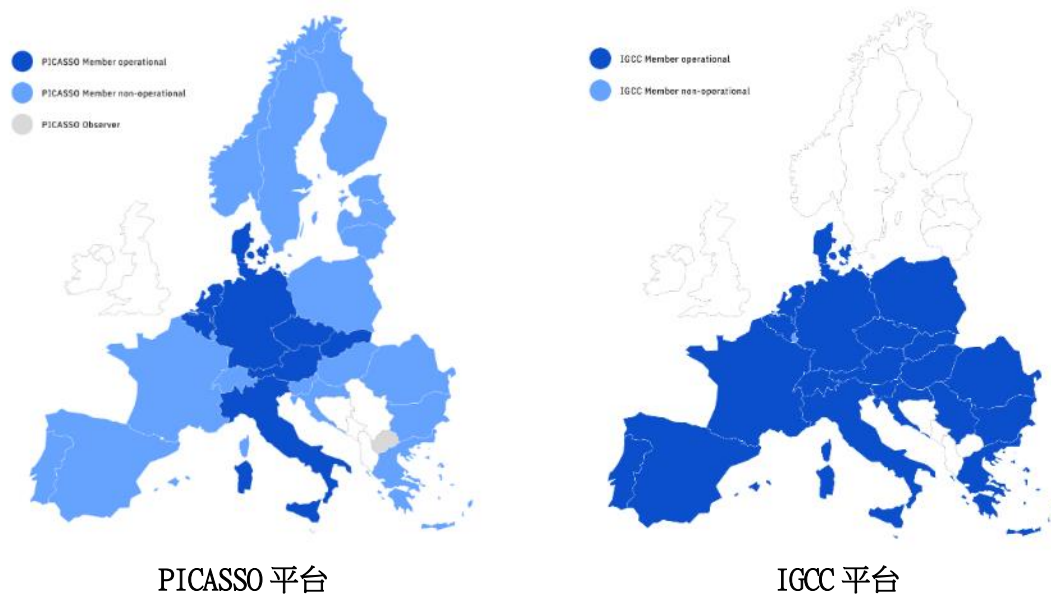 PICASSO Member operational
PICASSO Member non-operational
PICASSO Observer
IGCC Member operational
IGCC Member non-operational
PICASSO 平台
IGCC 平台